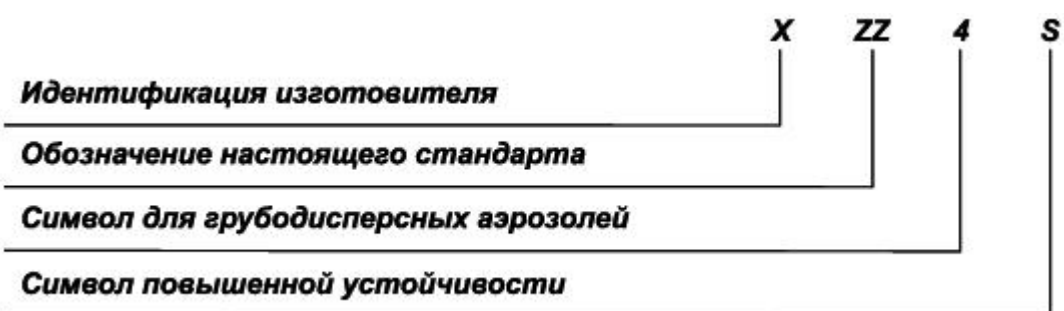 X ZZ 4 S
Идентификация изготовителя
Обозначение настоящего стандарта
Символ для грубодисперсных аэрозолей
Символ повышенной устойчивости